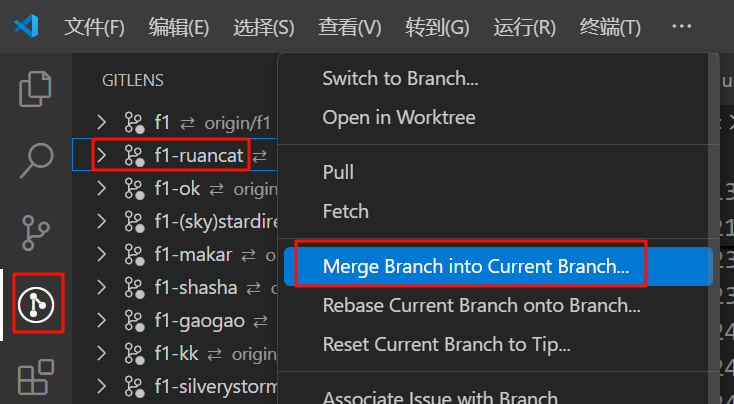 文件(F) 编辑(E) 选择(S) 查看(V) 转到(G) 运行(R) 终端(T) ···
GITLENS
f1 ⇄ origin/f1
f1-ruancat ⇄
f1-ok ⇄ origin
f1-(sky)stardire
f1-makar ⇄ origin
f1-shasha ⇄
f1-gaogao ⇄
f1-kk ⇄ origin
f1-silverystorm
Switch to Branch...
Open in Worktree
Pull
Fetch
Merge Branch into Current Branch...
Rebase Current Branch onto Branch...
Reset Current Branch to Tip...
Associate Issue with Branch